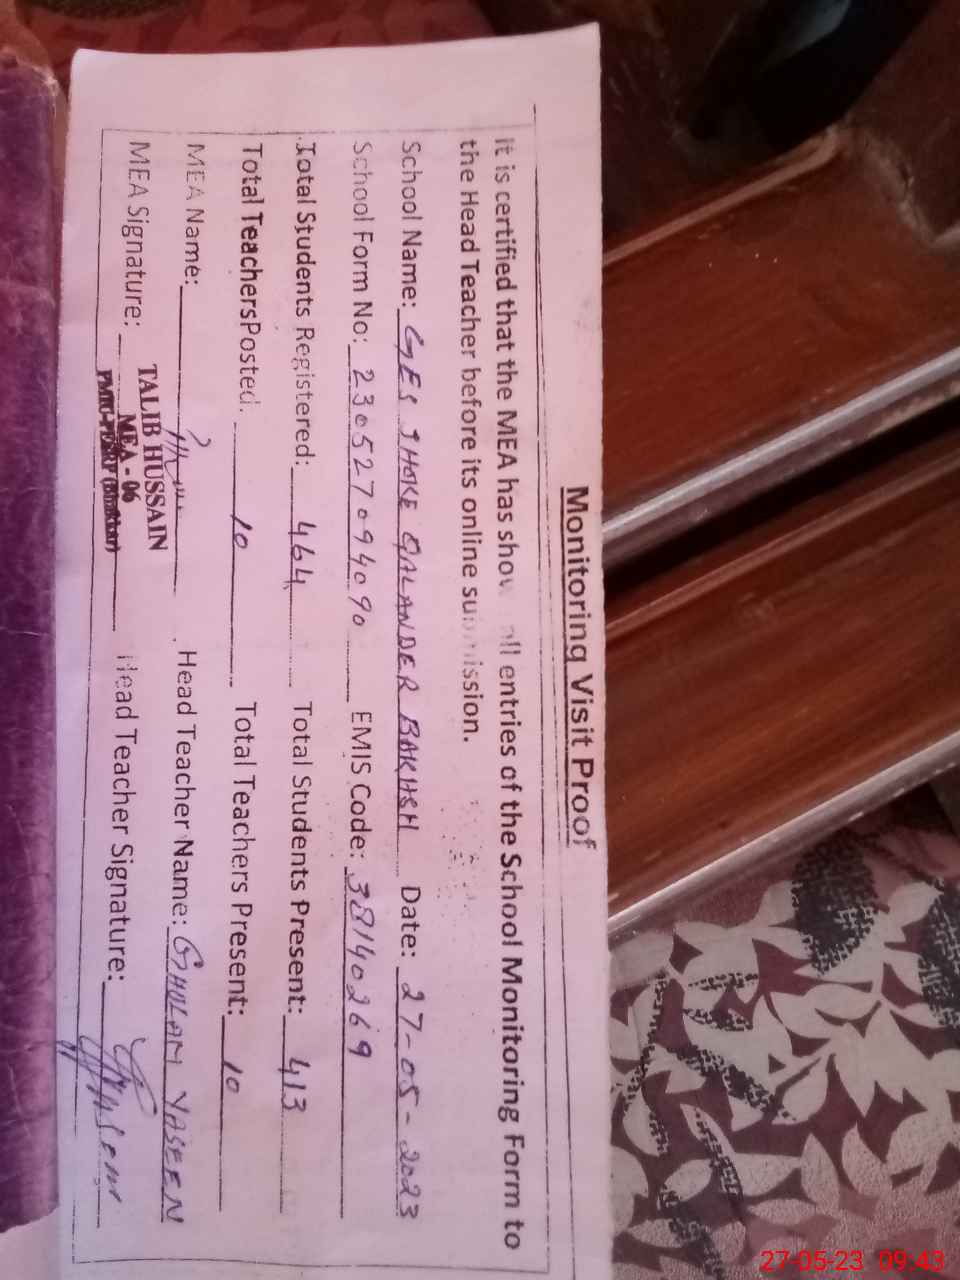 Monitoring Visit Proof
It is certified that the MEA has show all entries of the School Monitoring Form to
the Head Teacher before its online submission.
School Name: GES JHOKE QALANDER BAKHSH Date: 27-05-2023
School Form No: 23052709 4090 EMIS Code: 38140269
Total Students Registered: 464 Total Students Present: 413
Total Teachers Posted: 10 Total Teachers Present: 10
MEA Name: Head Teacher Name: GHULAM YASEEN
MEA Signature: TALIB HUSSAIN Head Teacher Signature:
MEA - 06
27-05-23 09:43